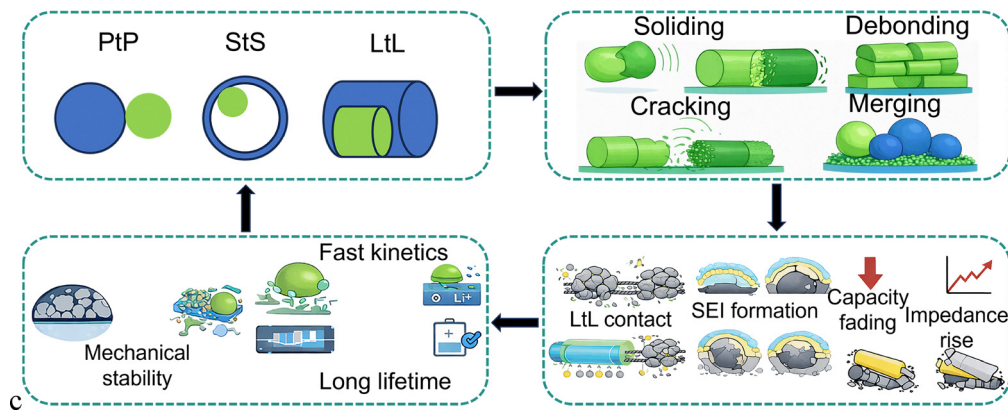 PtP StS LtL
Soliding Debonding
Cracking Merging
Fast kinetics
Li+
Mechanical
stability
Long lifetime
LtL contact
SEI formation
Capacity
fading
Impedance
rise
c